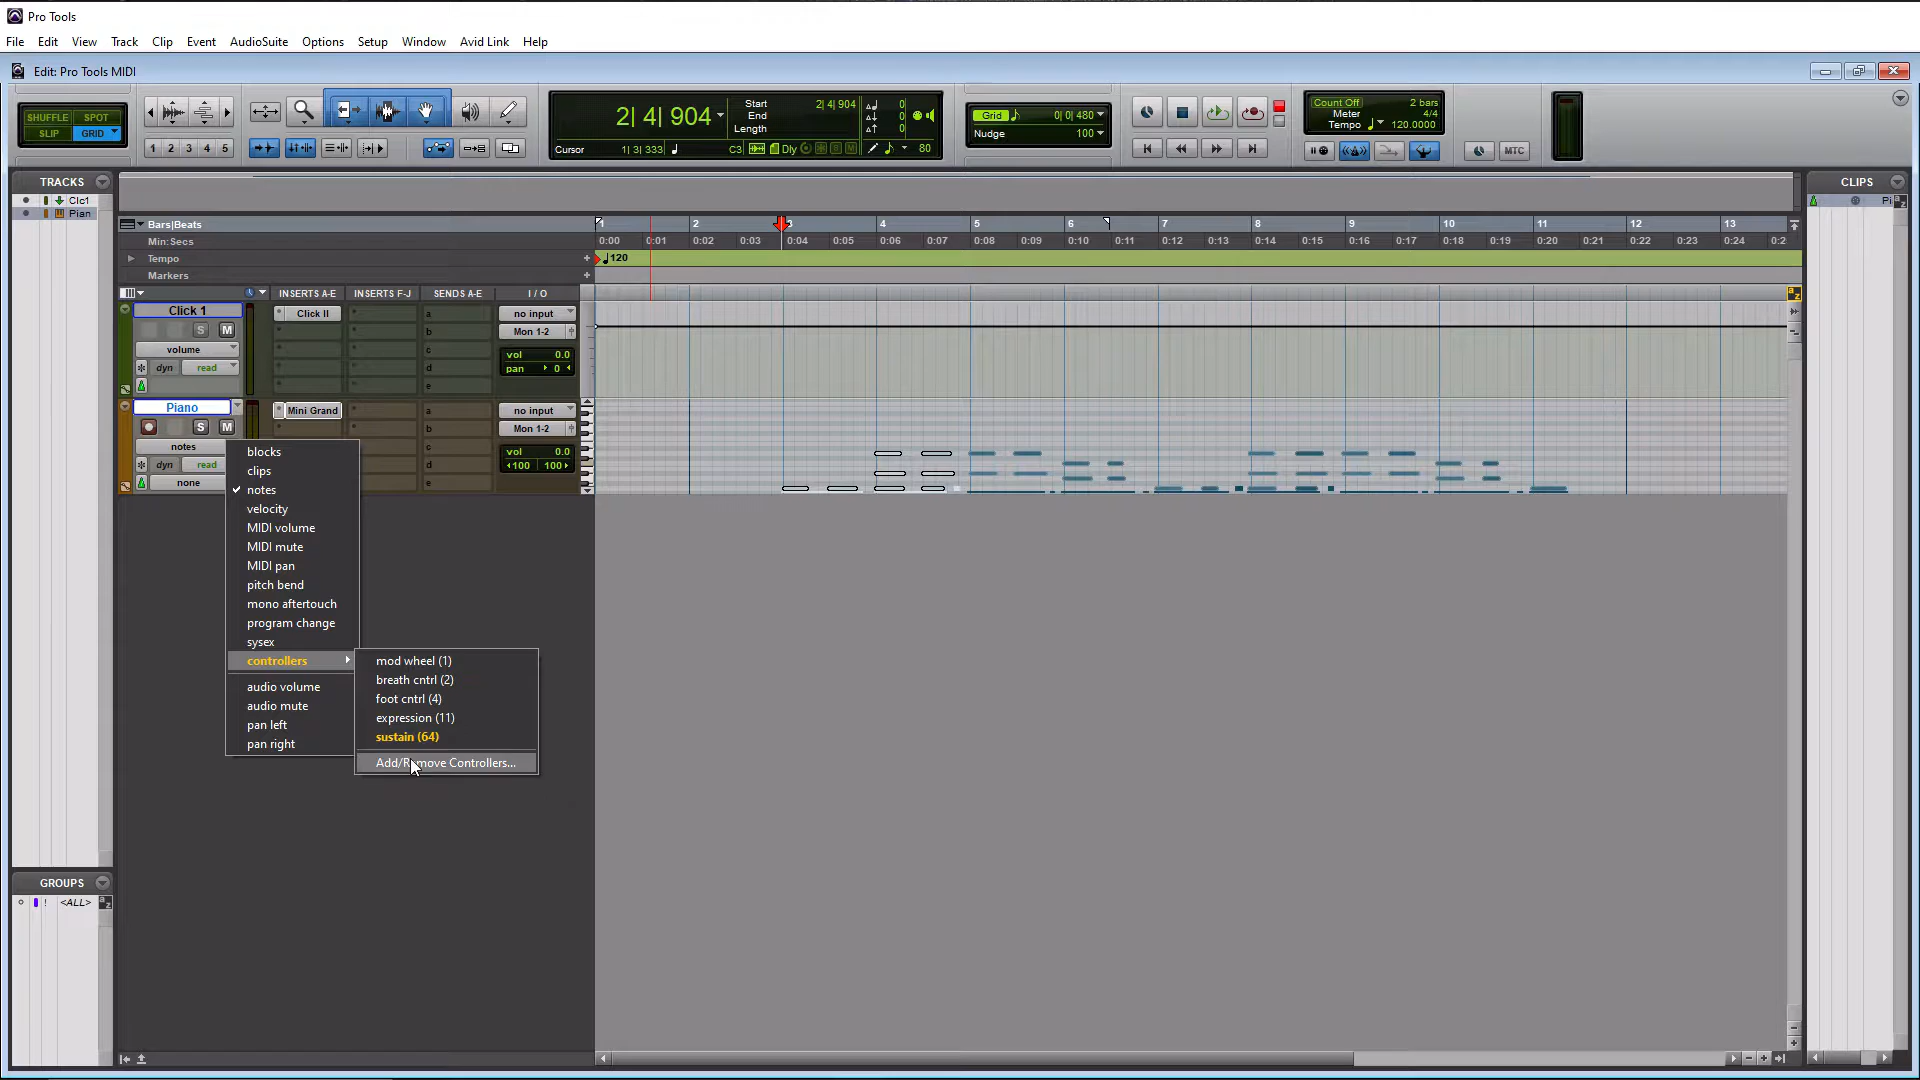 Pro Tools
File Edit View Track Clip Event AudioSuite Options Setup Window Avid Link Help
Edit: Pro Tools MIDI
SHUFFLE SPOT
SLIP GRID
1 2 3 4 5
2| 4| 904
Start 2| 4| 904
End
Length
0
0
0
Cursor 1| 3| 333 C3 Dly S M 80
Grid 0| 0| 480
Nudge 100
Count Off 2 bars
Meter 4/4
Tempo 120.0000
MTC
TRACKS
Clc1
Pian
CLIPS
Pi
Bars|Beats 1 2 3 4 5 6 7 8 9 10 11 12 13
Min:Secs 0:00 0:01 0:02 0:03 0:04 0:05 0:06 0:07 0:08 0:09 0:10 0:11 0:12 0:13 0:14 0:15 0:16 0:17 0:18 0:19 0:20 0:21 0:22 0:23 0:24 0:2
Tempo 120
Markers
INSERTS A-E INSERTS F-J SENDS A-E I / O
Click 1 Click II a no input
S M b Mon 1-2
volume c vol 0.0
dyn read d pan 0
e
Piano Mini Grand a no input
S M b Mon 1-2
notes c vol 0.0
dyn read d 100 100
none e
blocks
clips
notes
velocity
MIDI volume
MIDI mute
MIDI pan
pitch bend
mono aftertouch
program change
sysex
controllers
audio volume
audio mute
pan left
pan right
mod wheel (1)
breath cntrl (2)
foot cntrl (4)
expression (11)
sustain (64)
Add/Remove Controllers...
GROUPS
! <ALL>